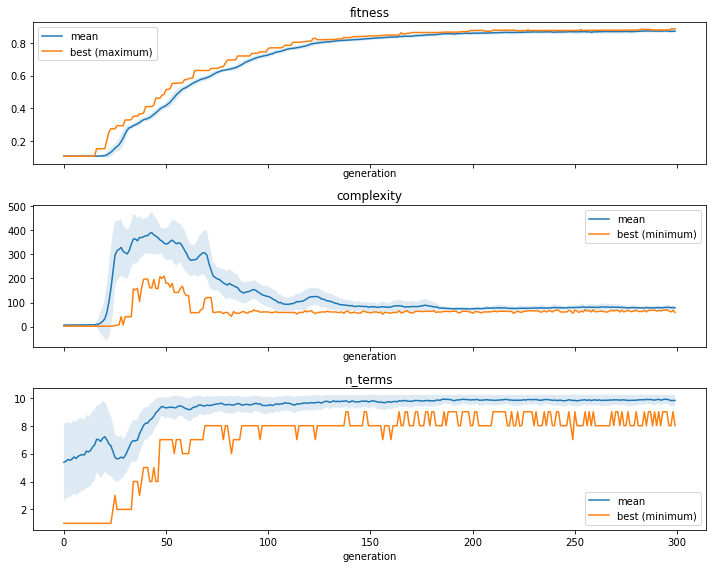 fitness
mean
best (maximum)
0.8
0.6
0.4
0.2
generation
complexity
mean
best (minimum)
500
400
300
200
100
0
generation
n_terms
mean
best (minimum)
10
8
6
4
2
0 50 100 150 200 250 300
generation